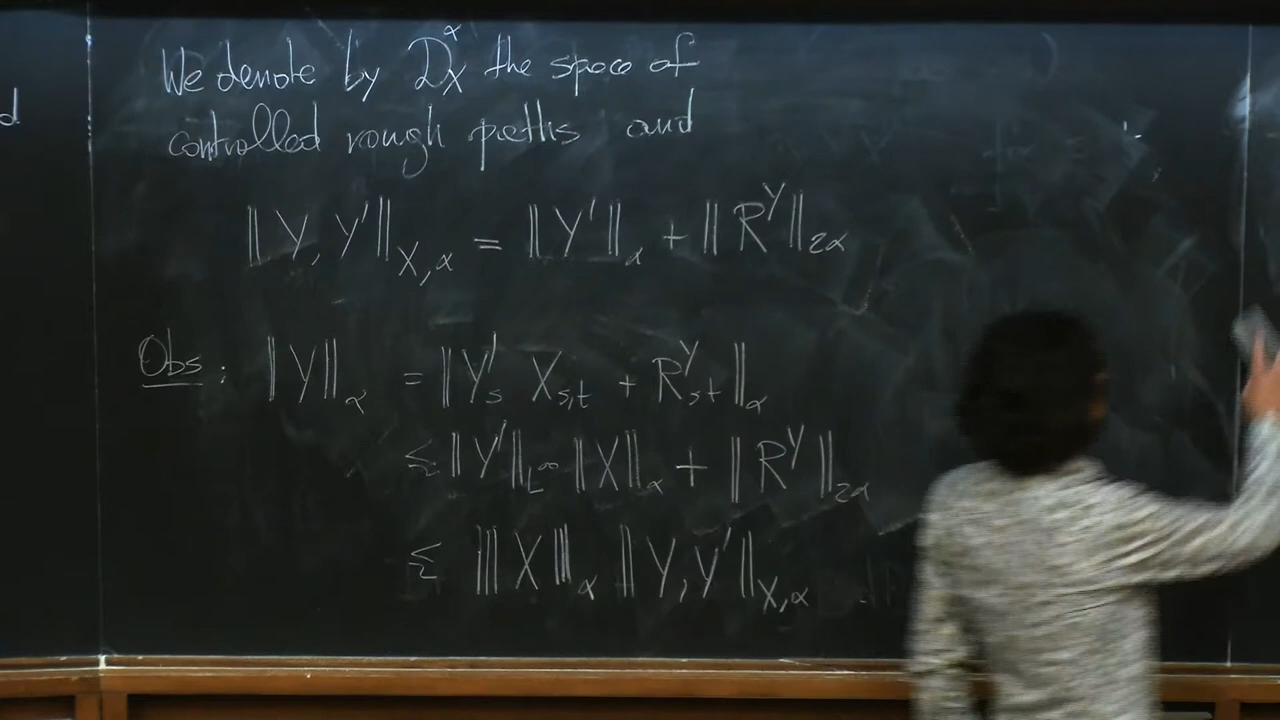 d
We denote by 𝒟_X^α the space of
controlled rough paths and
‖Y, Y'‖_{X,α} = ‖Y'‖_α + ‖R^Y‖_{2α}
Obs: ‖Y‖_α = ‖Y'_s X_{s,t} + R^Y_{s,t}‖_α
≤ ‖Y'‖_{L^∞} ‖X‖_α + ‖R^Y‖_{2α}
≤ ⦀X⦀_α ‖Y, Y'‖_{X,α}